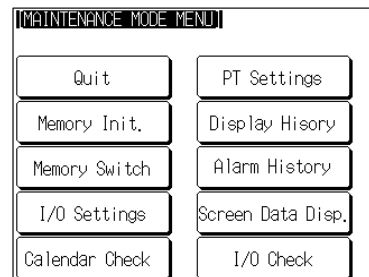 [MAINTENANCE MODE MENU]
Quit
PT Settings
Memory Init.
Display Hisory
Memory Switch
Alarm History
I/O Settings
Screen Data Disp.
Calendar Check
I/O Check